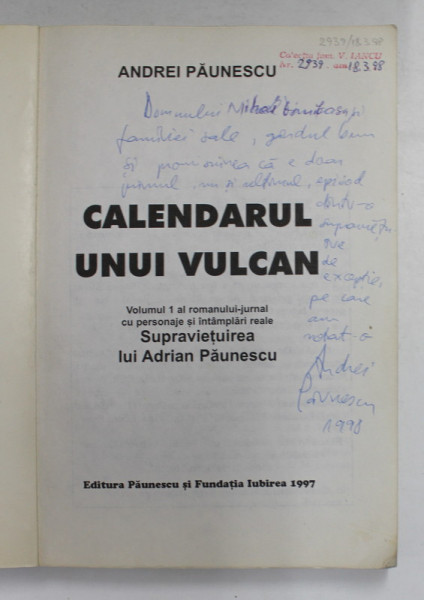 2939/18.3.98
Colecția Ioan V. IANCU
Nr. 2939 din 18.3.98
ANDREI PĂUNESCU
Domnului Mihai și
familiei sale, gândul bun
și promisiunea că e doar
primul, nu și ultimul, episod
dintr-o
de
excepție,
pe care
am
notat-o
Andrei
Păunescu
1998
CALENDARUL
UNUI VULCAN
Volumul 1 al romanului-jurnal
cu personaje și întâmplări reale
Supraviețuirea
lui Adrian Păunescu
Editura Păunescu și Fundația Iubirea 1997